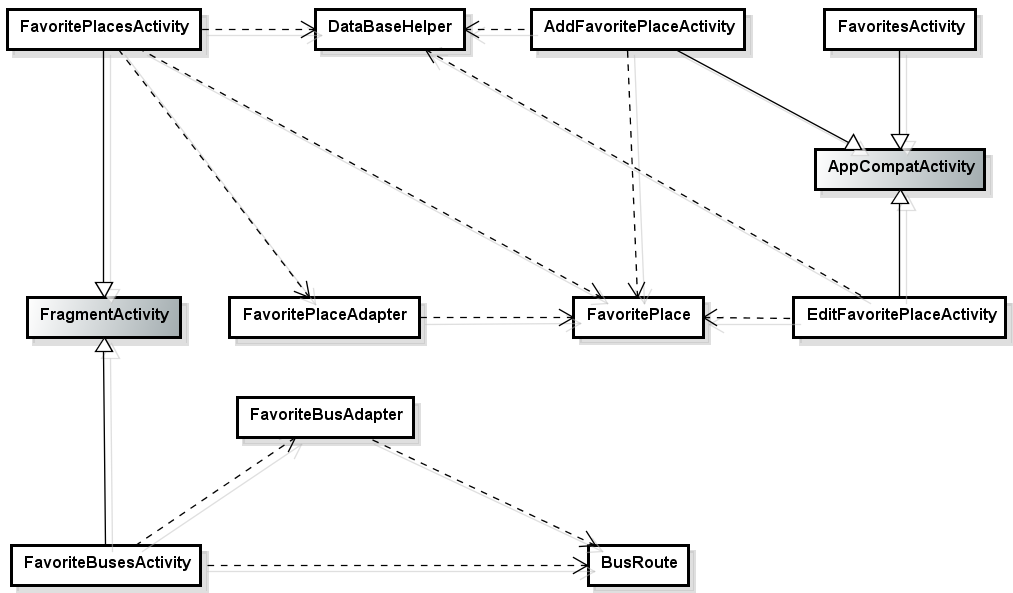 FavoritePlacesActivity
DataBaseHelper
AddFavoritePlaceActivity
FavoritesActivity
AppCompatActivity
FragmentActivity
FavoritePlaceAdapter
FavoritePlace
EditFavoritePlaceActivity
FavoriteBusAdapter
FavoriteBusesActivity
BusRoute